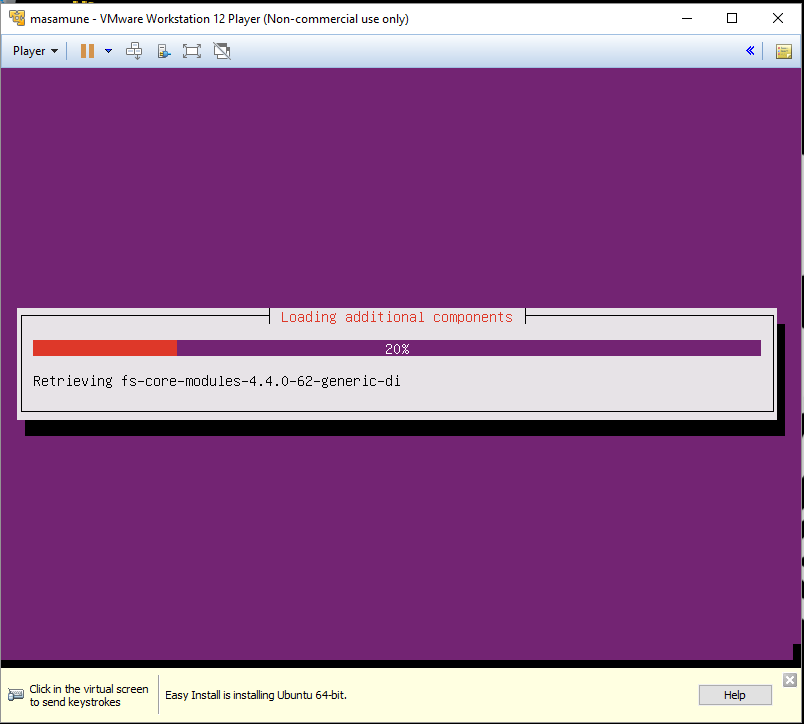 masamune - VMware Workstation 12 Player (Non-commercial use only)
Player
Loading additional components
20%
Retrieving fs-core-modules-4.4.0-62-generic-di
Click in the virtual screen
to send keystrokes
Easy Install is installing Ubuntu 64-bit.
Help